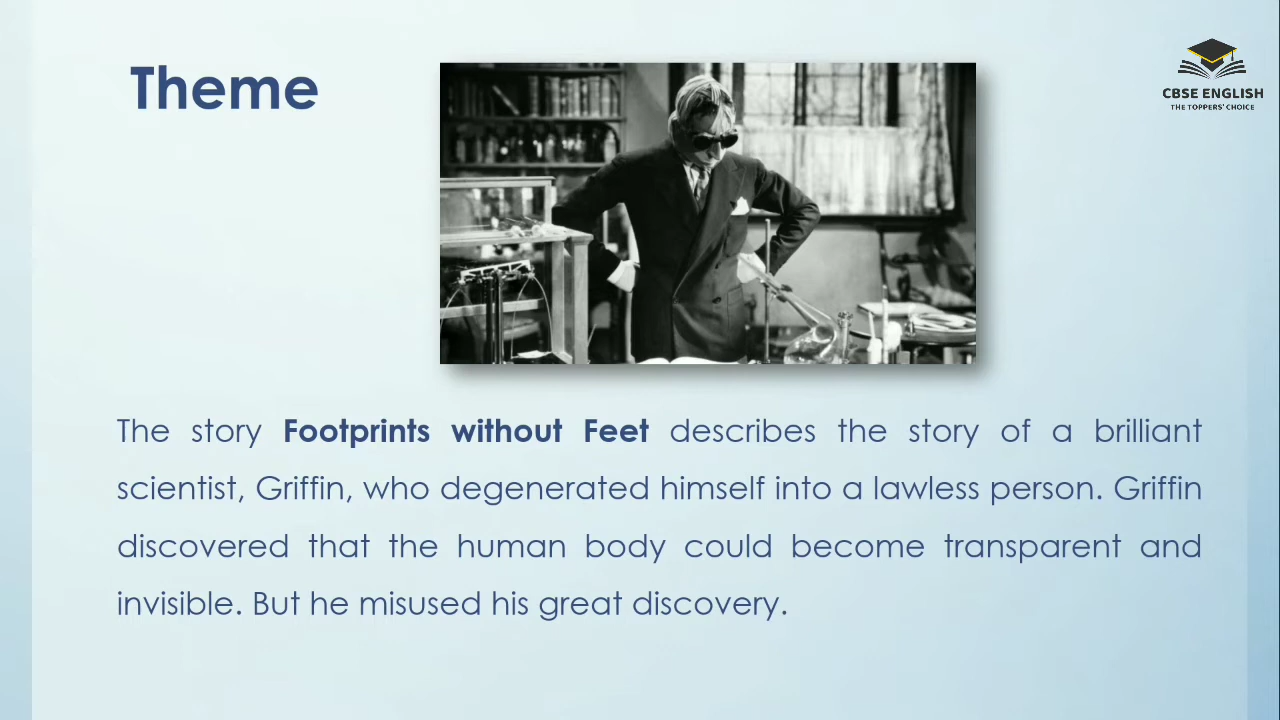 Theme
CBSE ENGLISH
THE TOPPERS' CHOICE
The story Footprints without Feet describes the story of a brilliant
scientist, Griffin, who degenerated himself into a lawless person. Griffin
discovered that the human body could become transparent and
invisible. But he misused his great discovery.